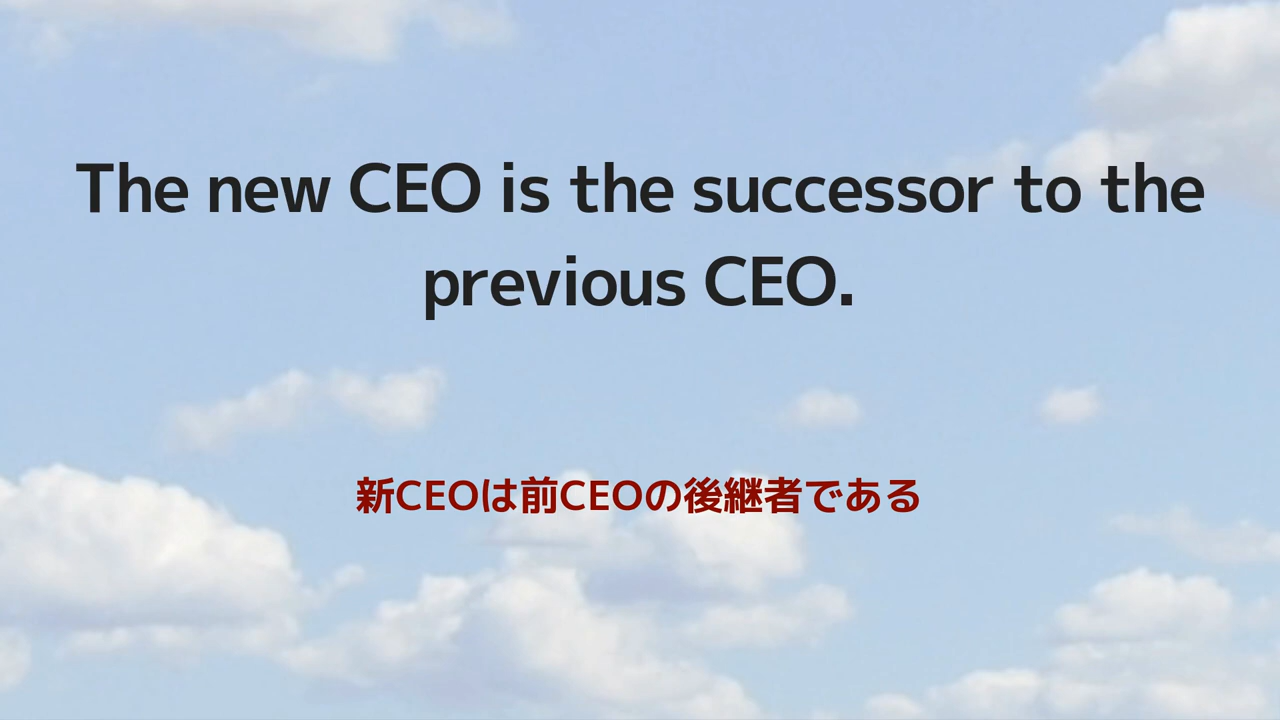 The new CEO is the successor to the
previous CEO.
新CEOは前CEOの後継者である